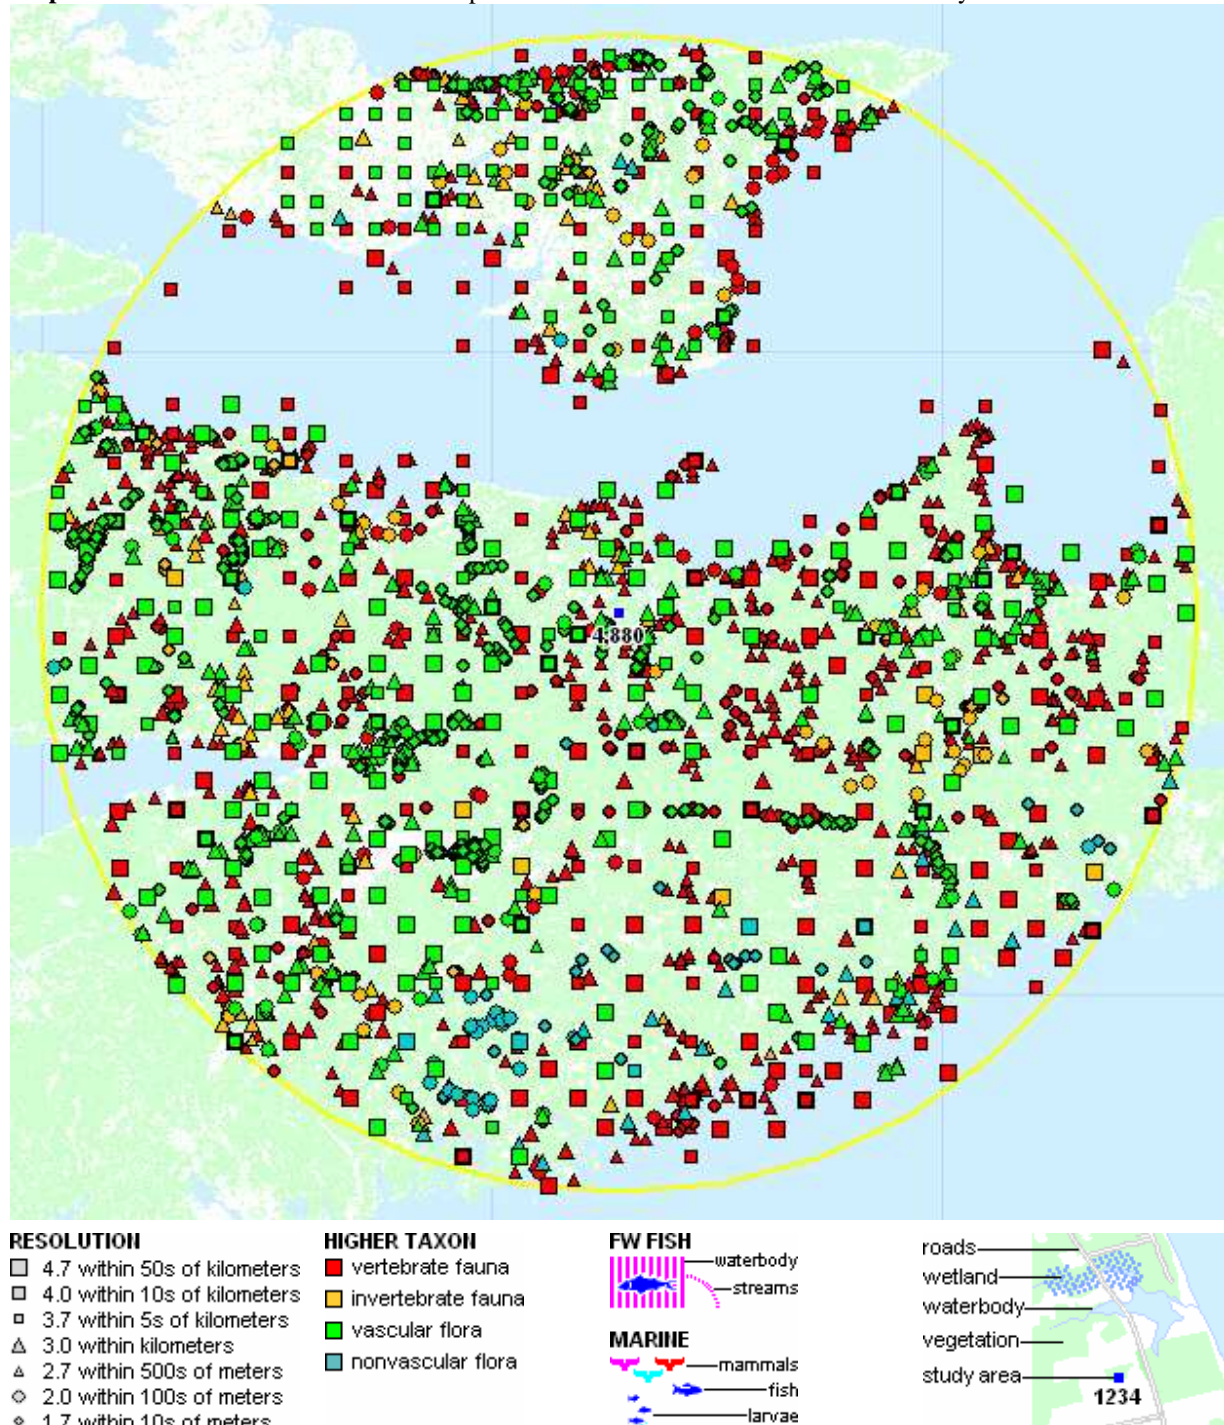 4,880
RESOLUTION
4.7 within 50s of kilometers
4.0 within 10s of kilometers
3.7 within 5s of kilometers
3.0 within kilometers
2.7 within 500s of meters
2.0 within 100s of meters
1.7 within 10s of meters
HIGHER TAXON
vertebrate fauna
invertebrate fauna
vascular flora
nonvascular flora
FW FISH
waterbody
streams
MARINE
mammals
fish
larvae
roads
wetland
waterbody
vegetation
study area
1234